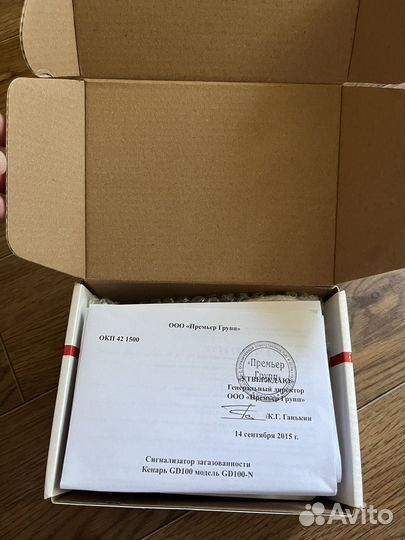 ООО «Премьер Групп»
ОКП 42 1500
«Премьер
Групп»
УТВЕРЖДАЮ
Генеральный директор
ООО «Премьер Групп»
/К.Г. Ганькин
14 сентября 2015 г.
Сигнализатор загазованности
Кенарь GD100 модель GD100-N
Avito